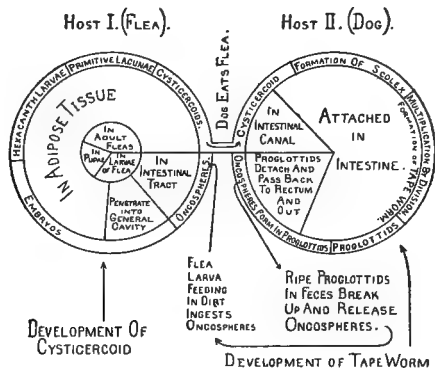 HOST I. (FLEA).
HOST II. (DOG).
DOG EATS FLEA.
HEXACANTH LARVAE
PRIMITIVE LACUNAE
CYSTICERCOIDS.
IN ADIPOSE TISSUE
IN
ADULT FLEAS
IN PUPAE
IN
LARVAE
OF FLEA
IN
INTESTINAL
TRACT
PENETRATE
INTO
GENERAL
CAVITY
EMBRYOS
ONCOSPHERES.
CYSTICERCOID
FORMATION OF SCOLEX
MULTIPLICATION BY DIVISION.
FORMATION OF TAPE WORM.
IN
INTESTINAL
CANAL
ATTACHED
IN
INTESTINE.
PROGLOTTIDS
DETACH AND
PASS BACK
TO RECTUM
AND
OUT
ONCOSPHERES FORM IN PROGLOTTIDS
PROGLOTTIDS
FLEA
LARVA
FEEDING
IN DIRT
INGESTS
ONCOSPHERES
RIPE PROGLOTTIDS
IN FECES BREAK
UP AND RELEASE
ONCOSPHERES.
DEVELOPMENT OF
CYSTICERCOID
DEVELOPMENT OF TAPE WORM